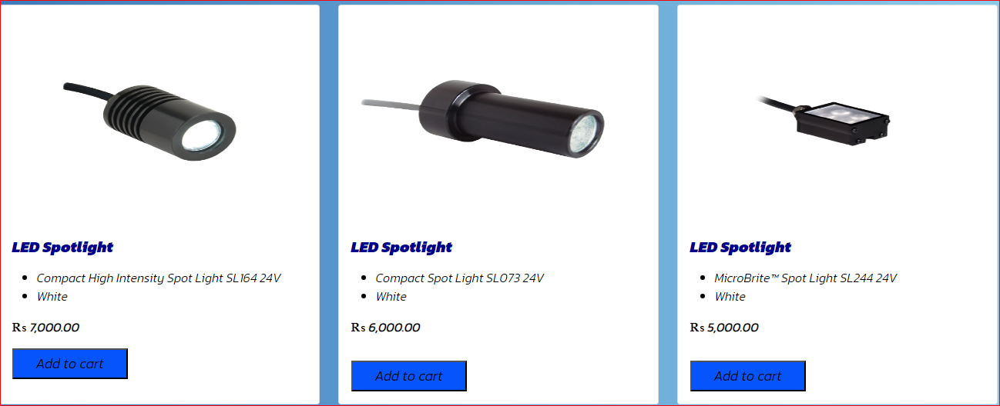 LED Spotlight
• Compact High Intensity Spot Light SL164 24V
• White
₨ 7,000.00
Add to cart
LED Spotlight
• Compact Spot Light SL073 24V
• White
₨ 6,000.00
Add to cart
LED Spotlight
• MicroBrite™ Spot Light SL244 24V
• White
₨ 5,000.00
Add to cart